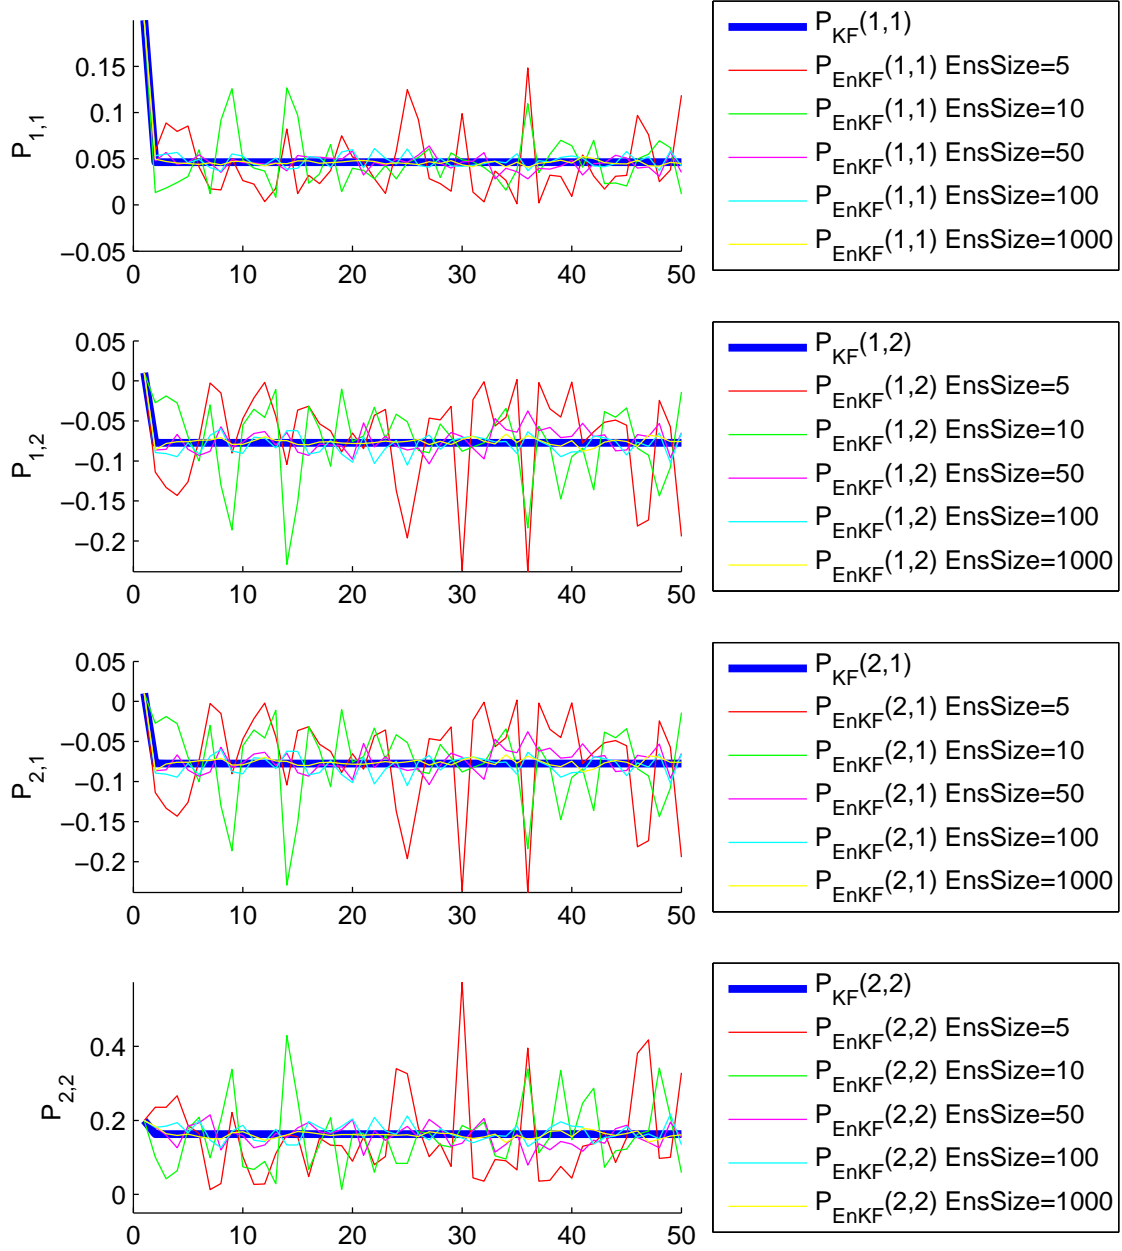 0.15
0.1
0.05
0
−0.05
P1,1
0 10 20 30 40 50
PKF(1,1)
PEnKF(1,1) EnsSize=5
PEnKF(1,1) EnsSize=10
PEnKF(1,1) EnsSize=50
PEnKF(1,1) EnsSize=100
PEnKF(1,1) EnsSize=1000
0.05
0
−0.05
−0.1
−0.15
−0.2
P1,2
0 10 20 30 40 50
PKF(1,2)
PEnKF(1,2) EnsSize=5
PEnKF(1,2) EnsSize=10
PEnKF(1,2) EnsSize=50
PEnKF(1,2) EnsSize=100
PEnKF(1,2) EnsSize=1000
0.05
0
−0.05
−0.1
−0.15
−0.2
P2,1
0 10 20 30 40 50
PKF(2,1)
PEnKF(2,1) EnsSize=5
PEnKF(2,1) EnsSize=10
PEnKF(2,1) EnsSize=50
PEnKF(2,1) EnsSize=100
PEnKF(2,1) EnsSize=1000
0.4
0.2
0
P2,2
0 10 20 30 40 50
PKF(2,2)
PEnKF(2,2) EnsSize=5
PEnKF(2,2) EnsSize=10
PEnKF(2,2) EnsSize=50
PEnKF(2,2) EnsSize=100
PEnKF(2,2) EnsSize=1000